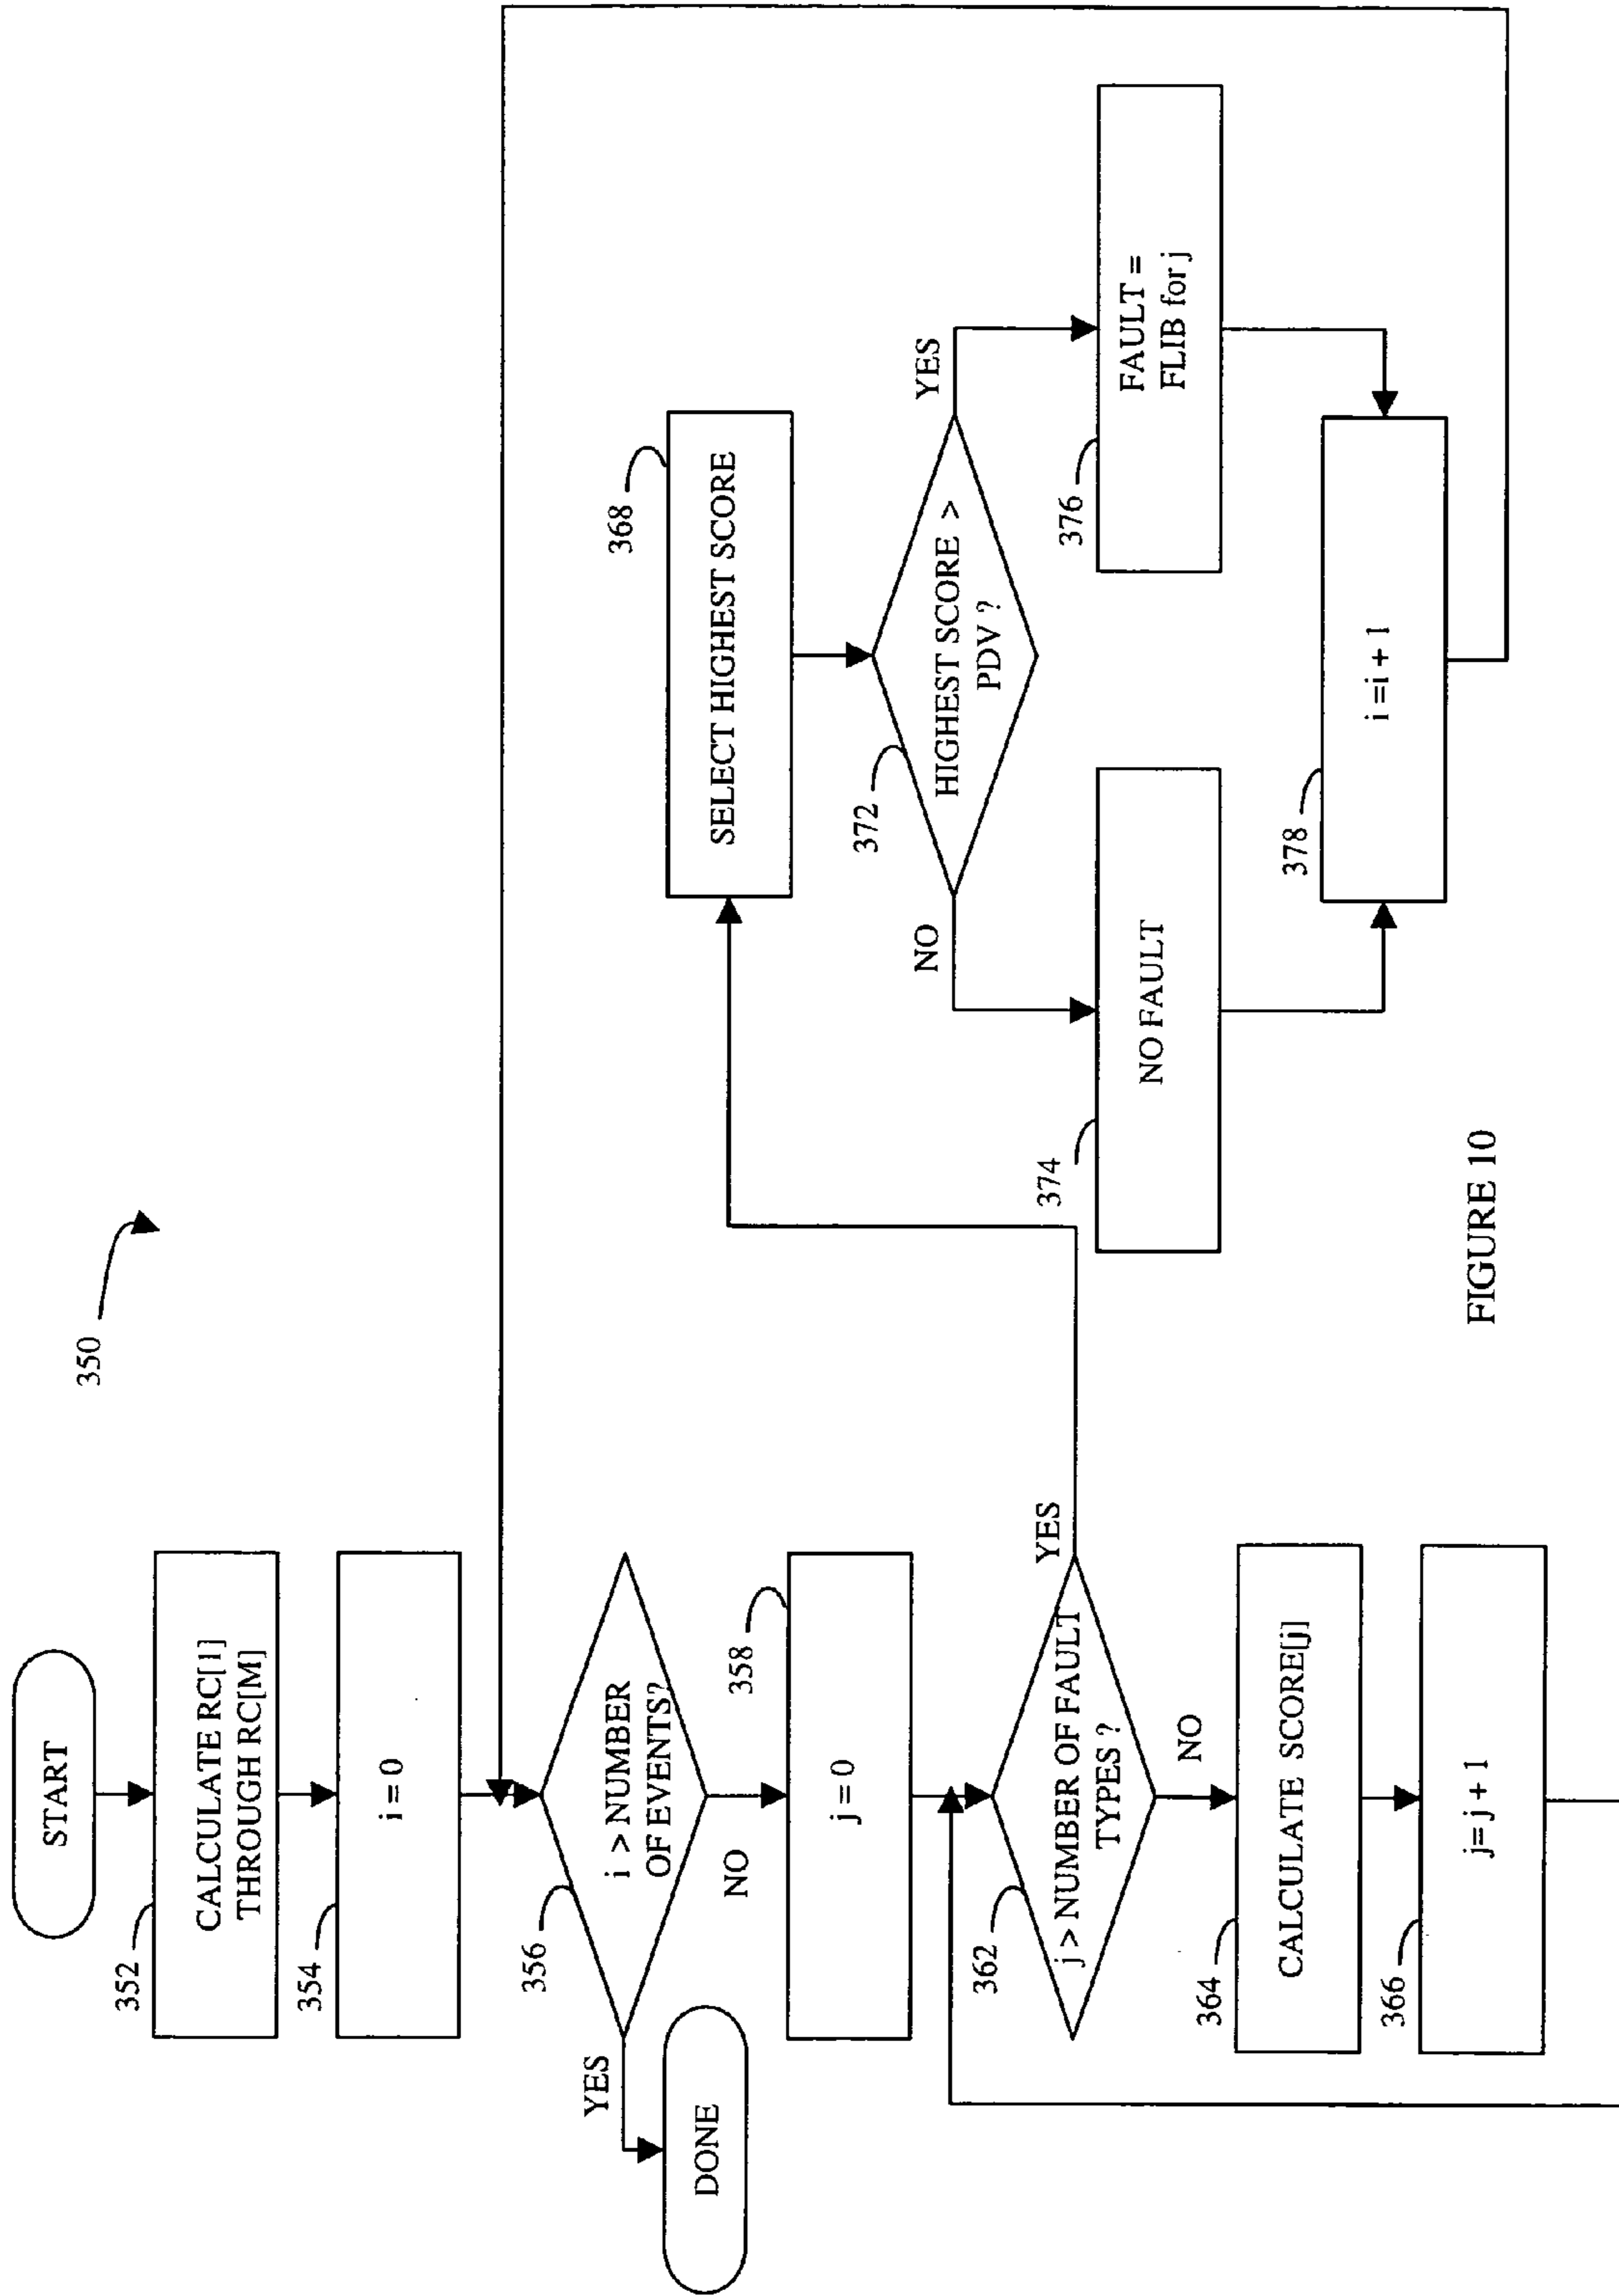 350
START
352
CALCULATE RC[1]
THROUGH RC[M]
354
i = 0
356
i > NUMBER
OF EVENTS?
YES
DONE
NO
358
j = 0
362
j > NUMBER OF FAULT
TYPES ?
YES
NO
364
CALCULATE SCORE[j]
366
j= j + 1
368
SELECT HIGHEST SCORE
372
HIGHEST SCORE >
PDV ?
NO
YES
374
NO FAULT
376
FAULT =
FLIB for j
378
i =i + 1
FIGURE 10